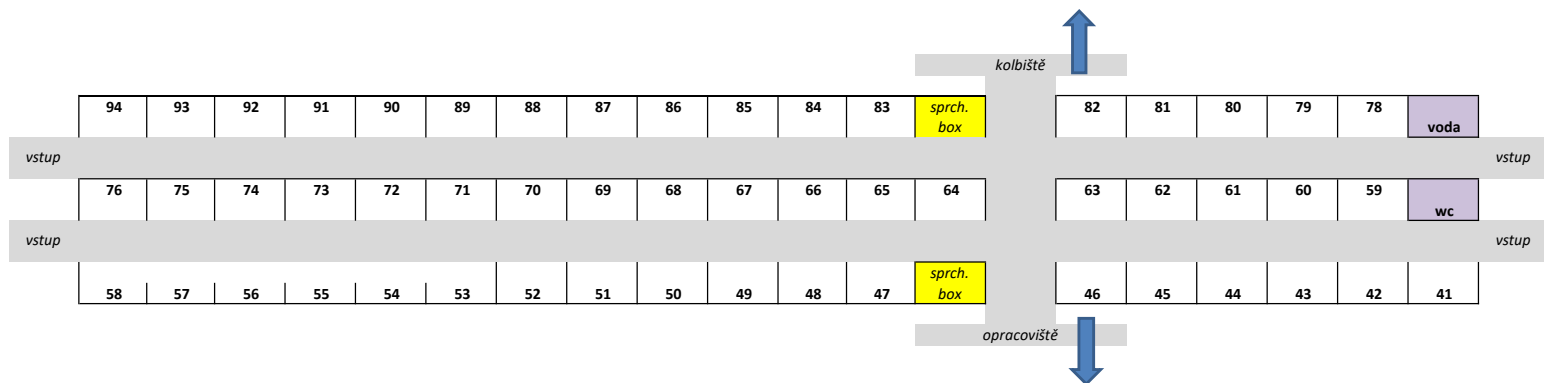 kolbiště
94 93 92 91 90 89 88 87 86 85 84 83 sprch. box 82 81 80 79 78 voda
vstup vstup
76 75 74 73 72 71 70 69 68 67 66 65 64 63 62 61 60 59 wc
vstup vstup
58 57 56 55 54 53 52 51 50 49 48 47 sprch. box 46 45 44 43 42 41
opracoviště